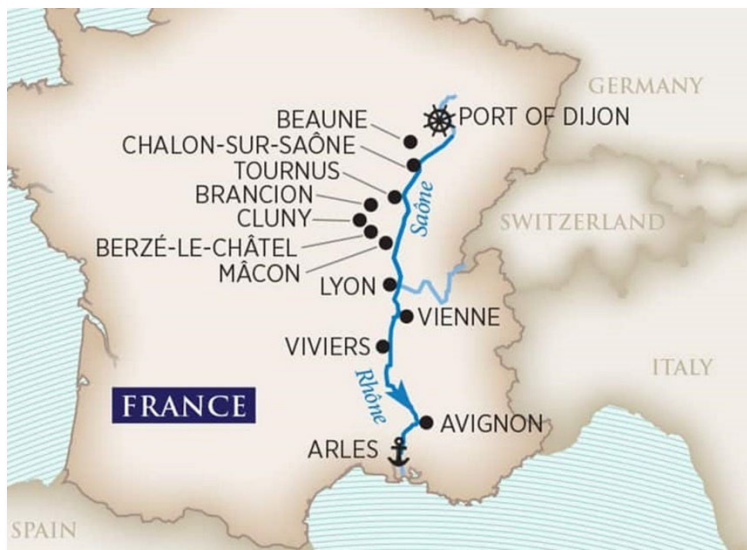 GERMANY
BEAUNE
PORT OF DIJON
CHALON-SUR-SAÔNE
TOURNUS
BRANCION
Saône
CLUNY
SWITZERLAND
BERZÉ-LE-CHÂTEL
MÂCON
LYON
VIENNE
VIVIERS
ITALY
Rhône
FRANCE
AVIGNON
ARLES
SPAIN